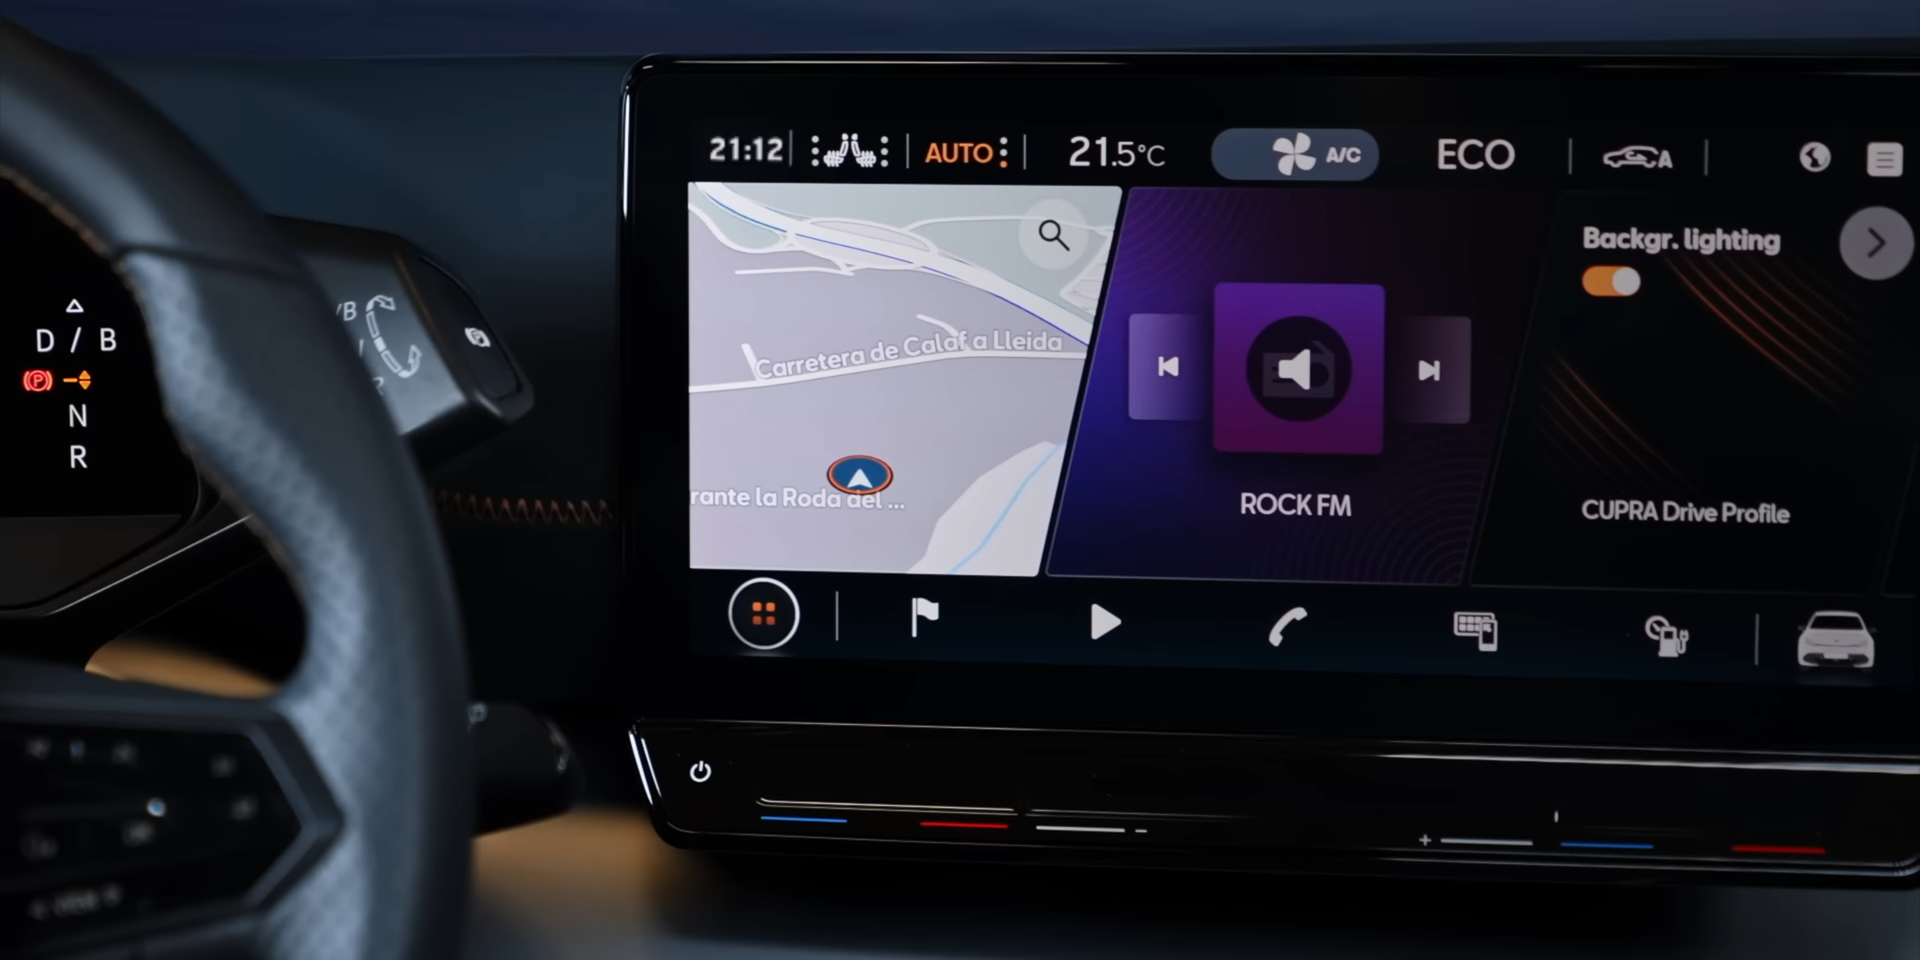 21:12
AUTO
21.5°C
A/C
ECO
A
Backgr. lighting
D / B
/B
P
N
R
Carretera de Calaf a Lleida
rante la Roda del ...
ROCK FM
CUPRA Drive Profile
VIEW
-
+